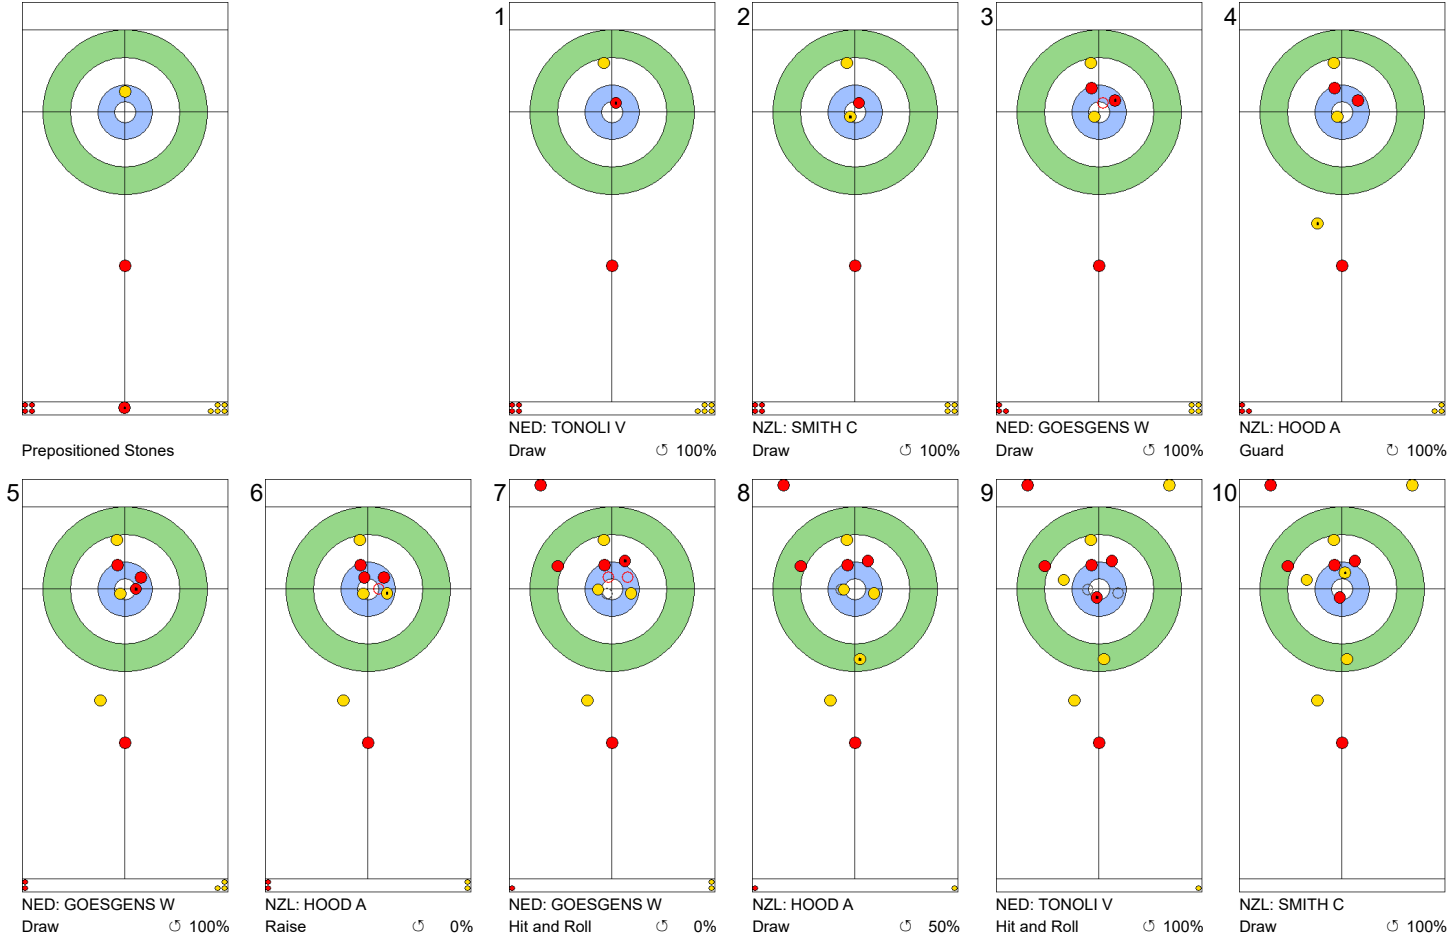 Prepositioned Stones
1
NED: TONOLI V
Draw ↺ 100%
2
NZL: SMITH C
Draw ↺ 100%
3
NED: GOESGENS W
Draw ↺ 100%
4
NZL: HOOD A
Guard ↻ 100%
5
NED: GOESGENS W
Draw ↺ 100%
6
NZL: HOOD A
Raise ↺ 0%
7
NED: GOESGENS W
Hit and Roll ↺ 0%
8
NZL: HOOD A
Draw ↺ 50%
9
NED: TONOLI V
Hit and Roll ↺ 100%
10
NZL: SMITH C
Draw ↺ 100%